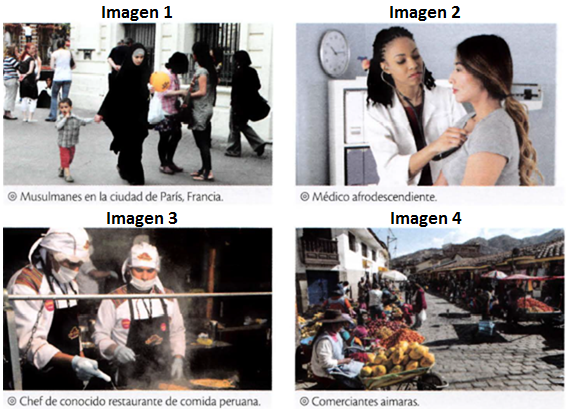 Imagen 1
Imagen 2
Musulmanes en la ciudad de París, Francia.
Médico afrodescendiente.
Imagen 3
Imagen 4
Chef de conocido restaurante de comida peruana.
Comerciantes aimaras.